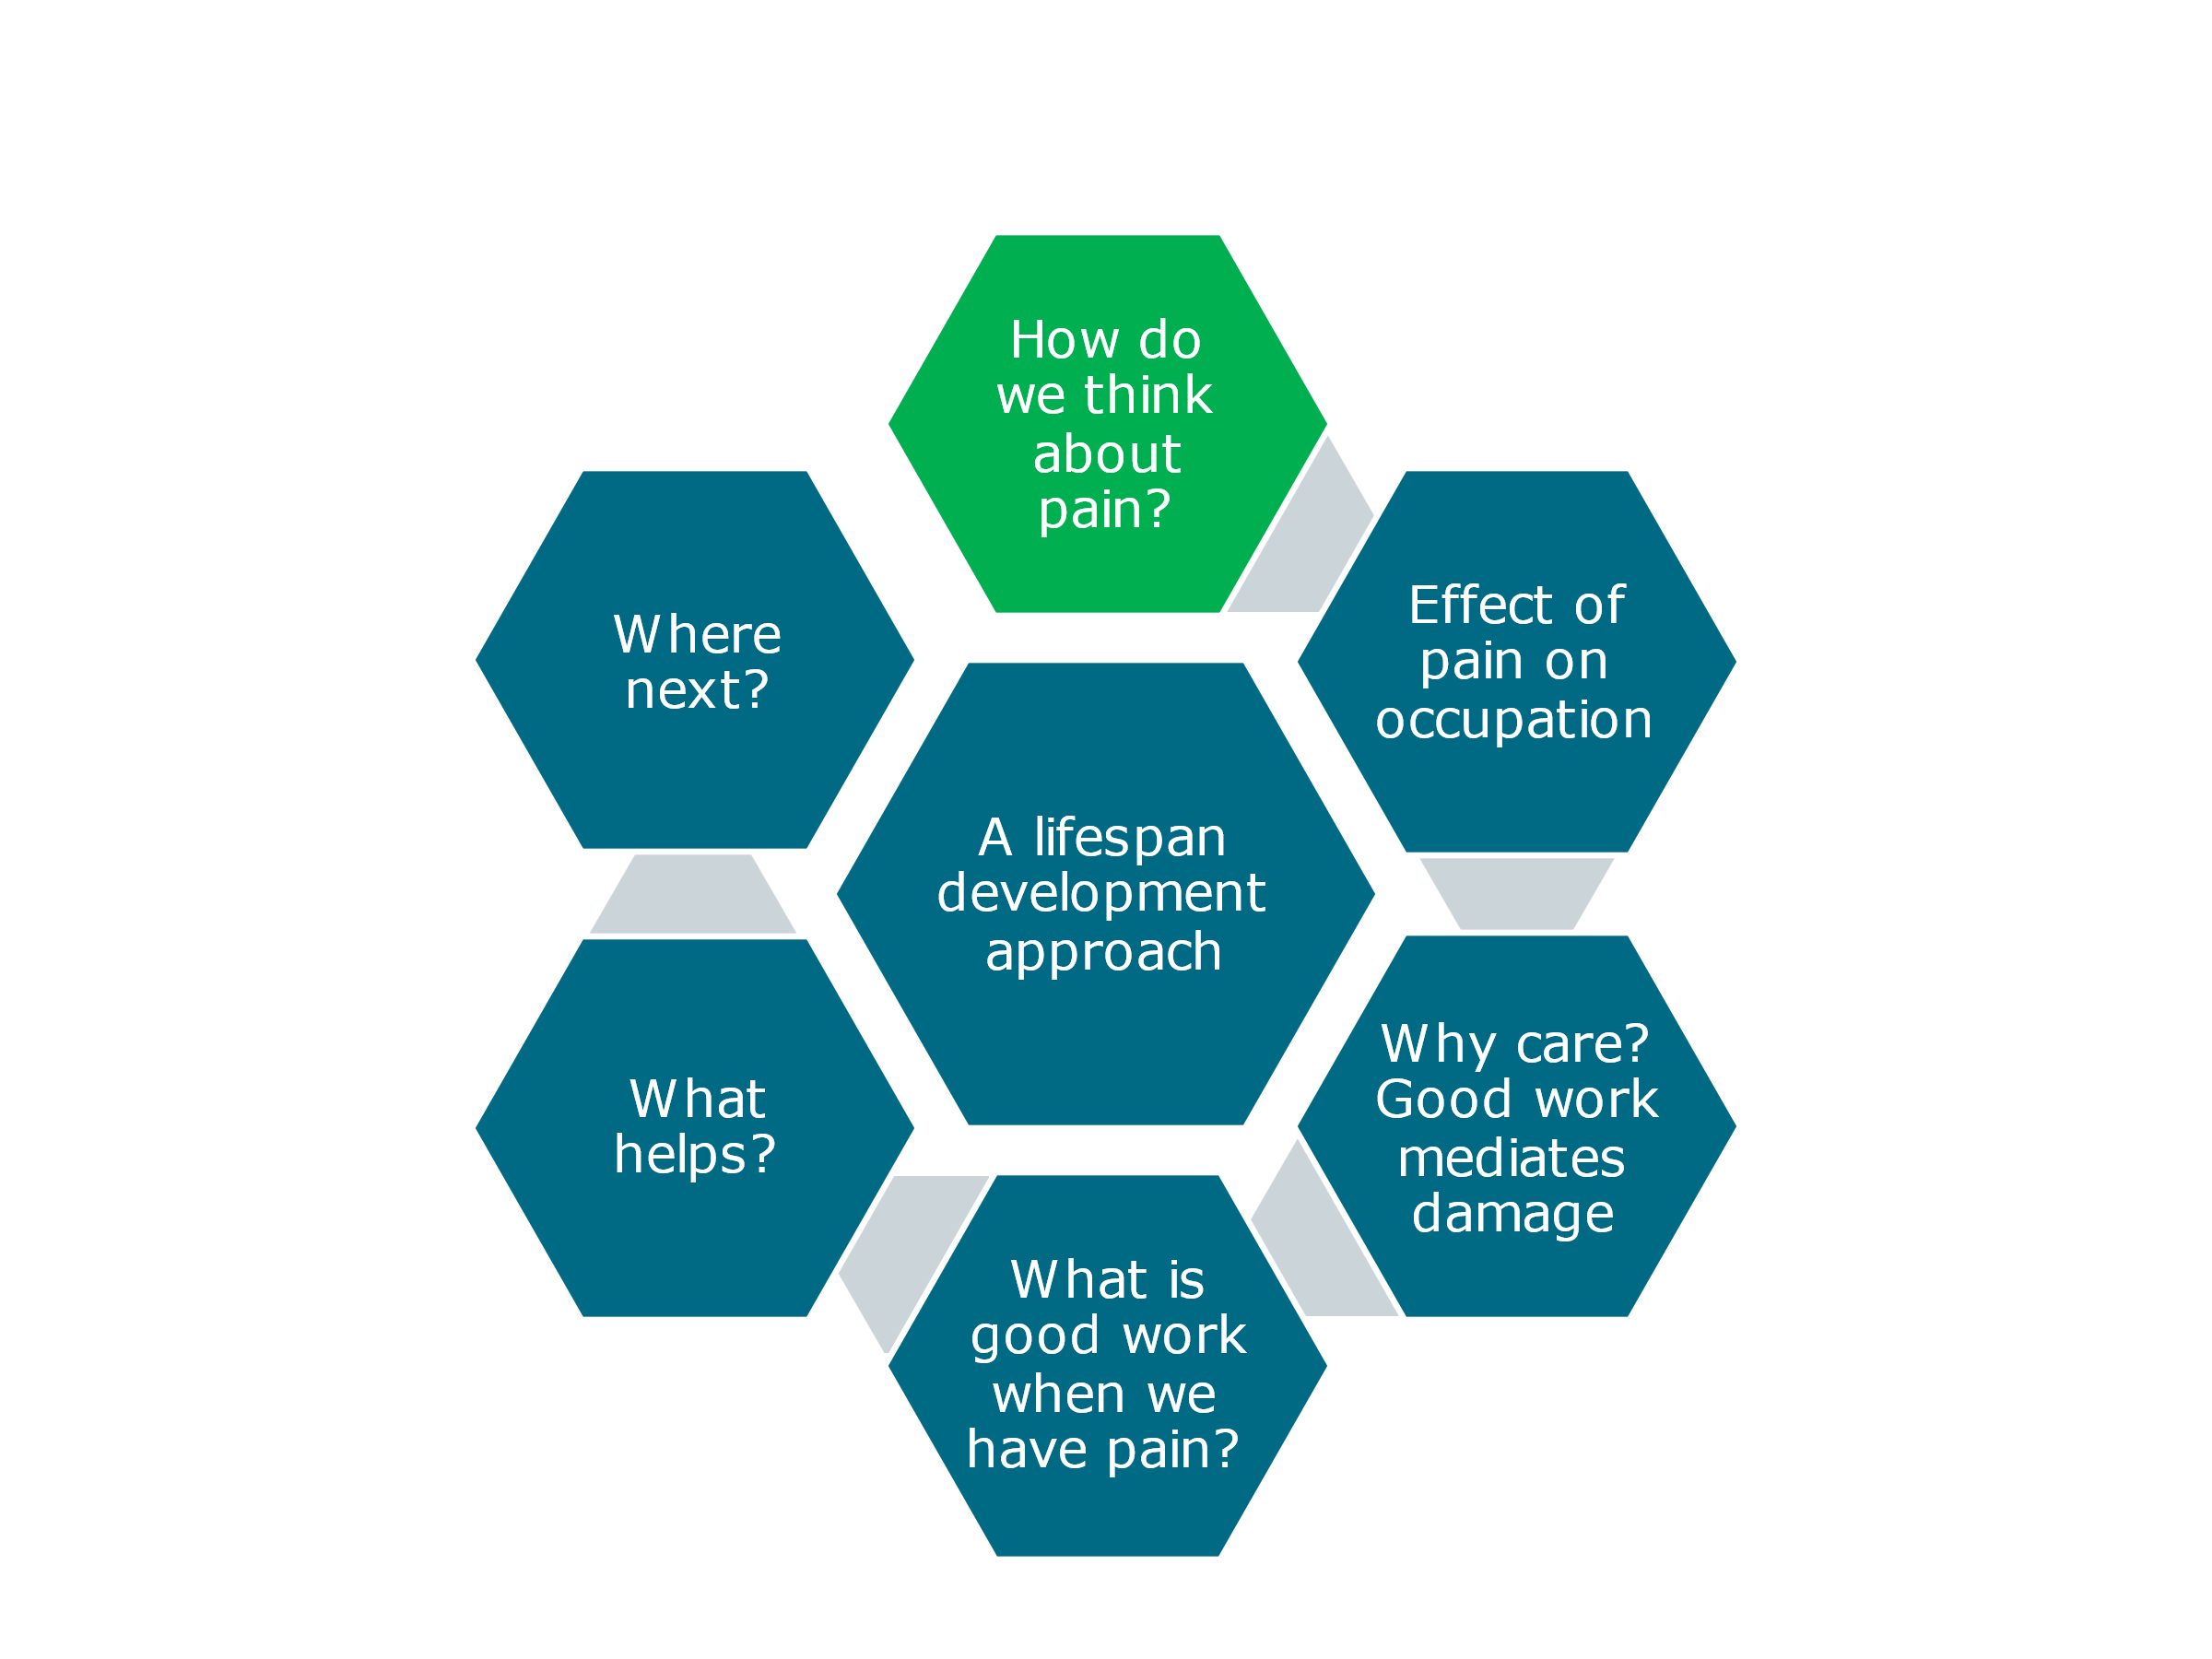 How do
we think
about
pain?
Effect of
pain on
occupation
Why care?
Good work
mediates
damage
What is
good work
when we
have pain?
What
helps?
Where
next?
A lifespan
development
approach